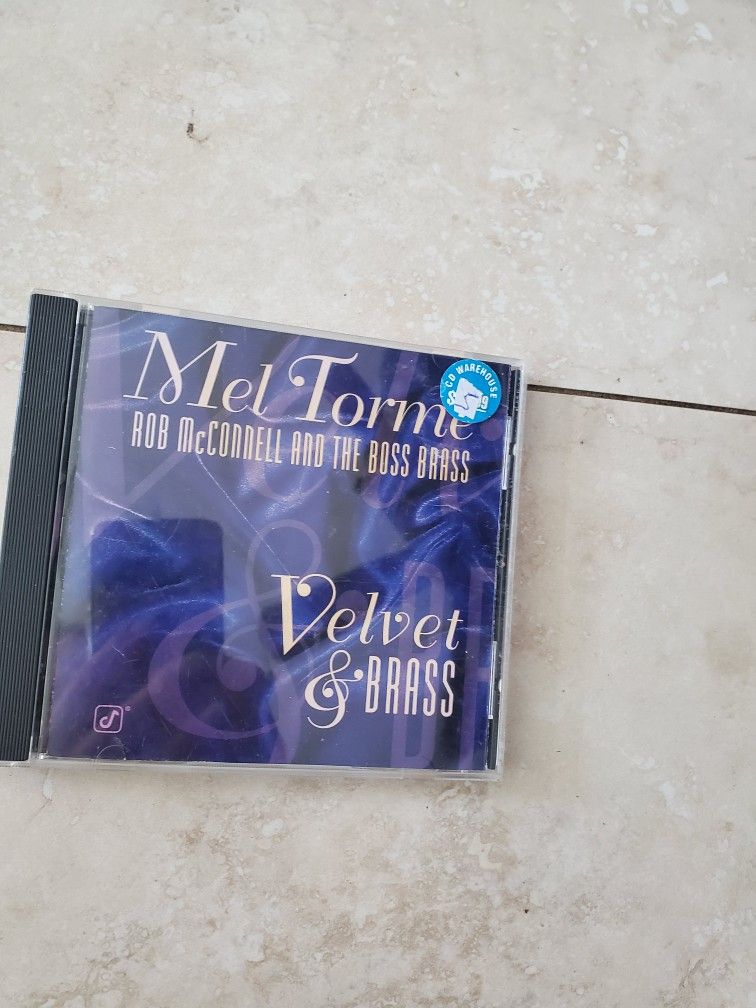 Mel Tormé
CD WAREHOUSE
ROB McCONNELL AND THE BOSS BRASS
Velvet
& BRASS